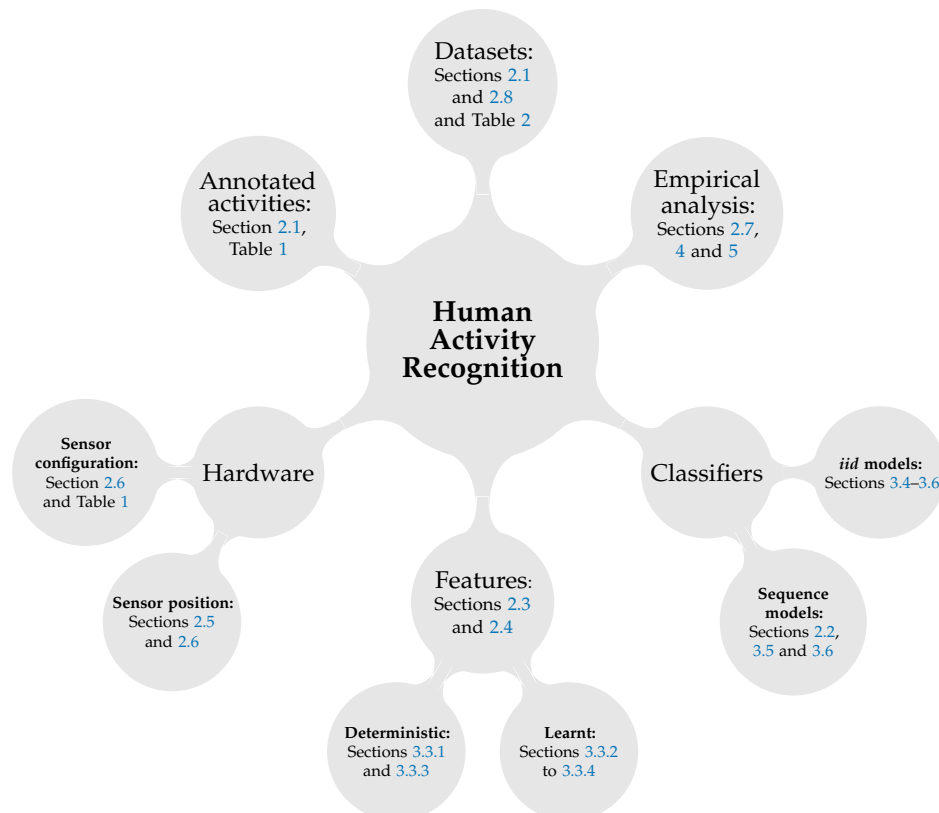 Datasets:
Sections 2.1
and 2.8
and Table 2
Annotated
activities:
Section 2.1,
Table 1
Empirical
analysis:
Sections 2.7,
4 and 5
Human
Activity
Recognition
Sensor
configuration:
Section 2.6
and Table 1
Hardware
Classifiers
iid models:
Sections 3.4–3.6
Sensor position:
Sections 2.5
and 2.6
Features:
Sections 2.3
and 2.4
Sequence
models:
Sections 2.2,
3.5 and 3.6
Deterministic:
Sections 3.3.1
and 3.3.3
Learnt:
Sections 3.3.2
to 3.3.4